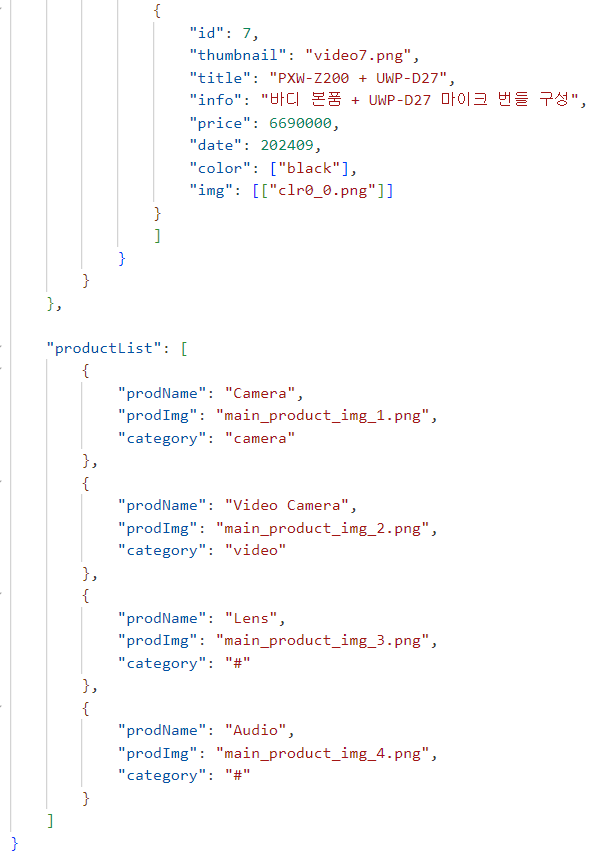 {
"id": 7,
"thumbnail": "video7.png",
"title": "PXW-Z200 + UWP-D27",
"info": "바디 본품 + UWP-D27 마이크 번들 구성",
"price": 6690000,
"date": 202409,
"color": ["black"],
"img": [["clr0_0.png"]]
}
]
}
}
},
"productList": [
{
"prodName": "Camera",
"prodImg": "main_product_img_1.png",
"category": "camera"
},
{
"prodName": "Video Camera",
"prodImg": "main_product_img_2.png",
"category": "video"
},
{
"prodName": "Lens",
"prodImg": "main_product_img_3.png",
"category": "#"
},
{
"prodName": "Audio",
"prodImg": "main_product_img_4.png",
"category": "#"
}
]
}